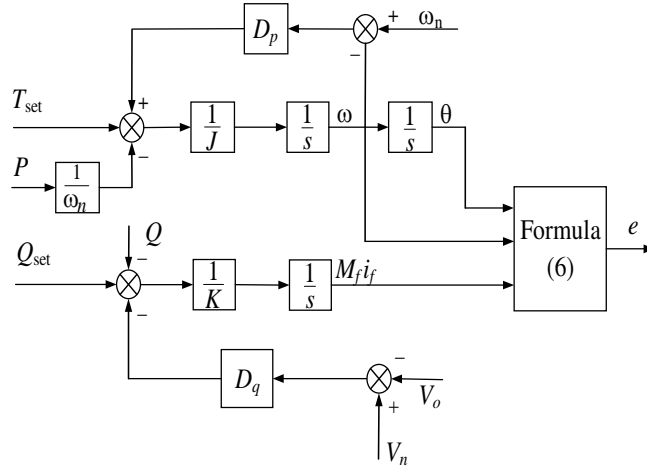 D_p
+
ω_n
−
T_set
+
−
1/J
1/s
ω
1/s
θ
P
1/ω_n
Formula
(6)
e
Q
Q_set
−
−
1/K
1/s
M_f i_f
D_q
−
+
V_o
V_n